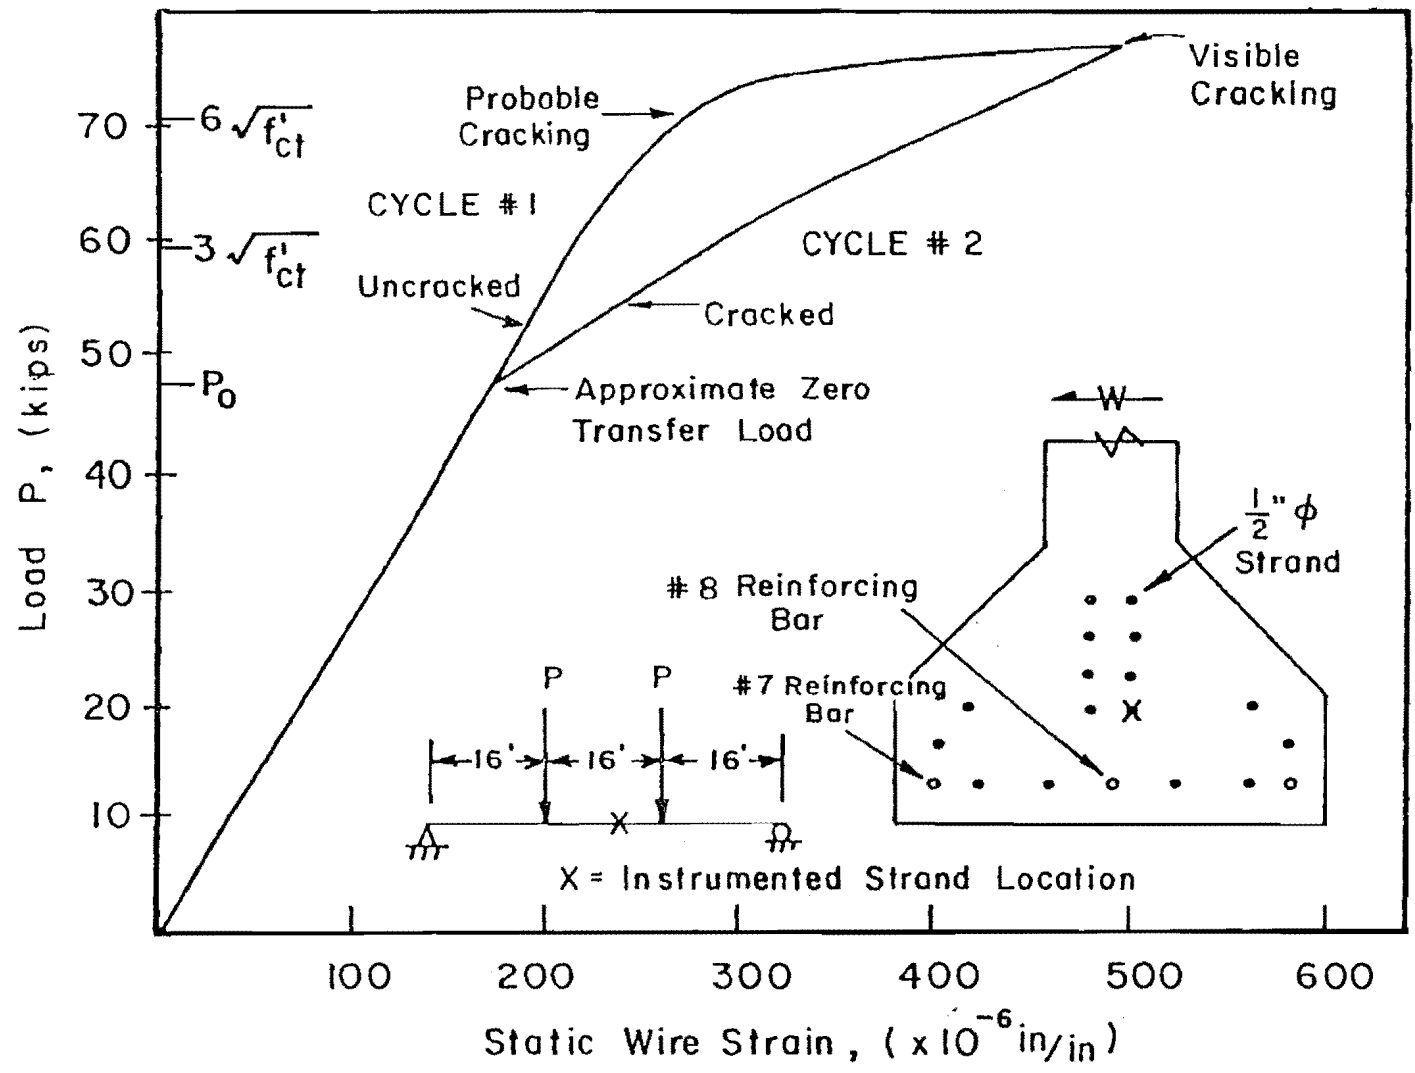 Visible
Cracking
Probable
Cracking
70
6 √f'ct
CYCLE #1
60
3 √f'ct
CYCLE # 2
Uncracked
Cracked
50
P₀
Approximate Zero
Transfer Load
W
40
1/2" ϕ
Strand
30
#8 Reinforcing
Bar
#7 Reinforcing
Bar
P P
20
16' 16' 16'
10
X
X
X = Instrumented Strand Location
100 200 300 400 500 600
Static Wire Strain, (x10⁻⁶ in/in)
Load P, (kips)